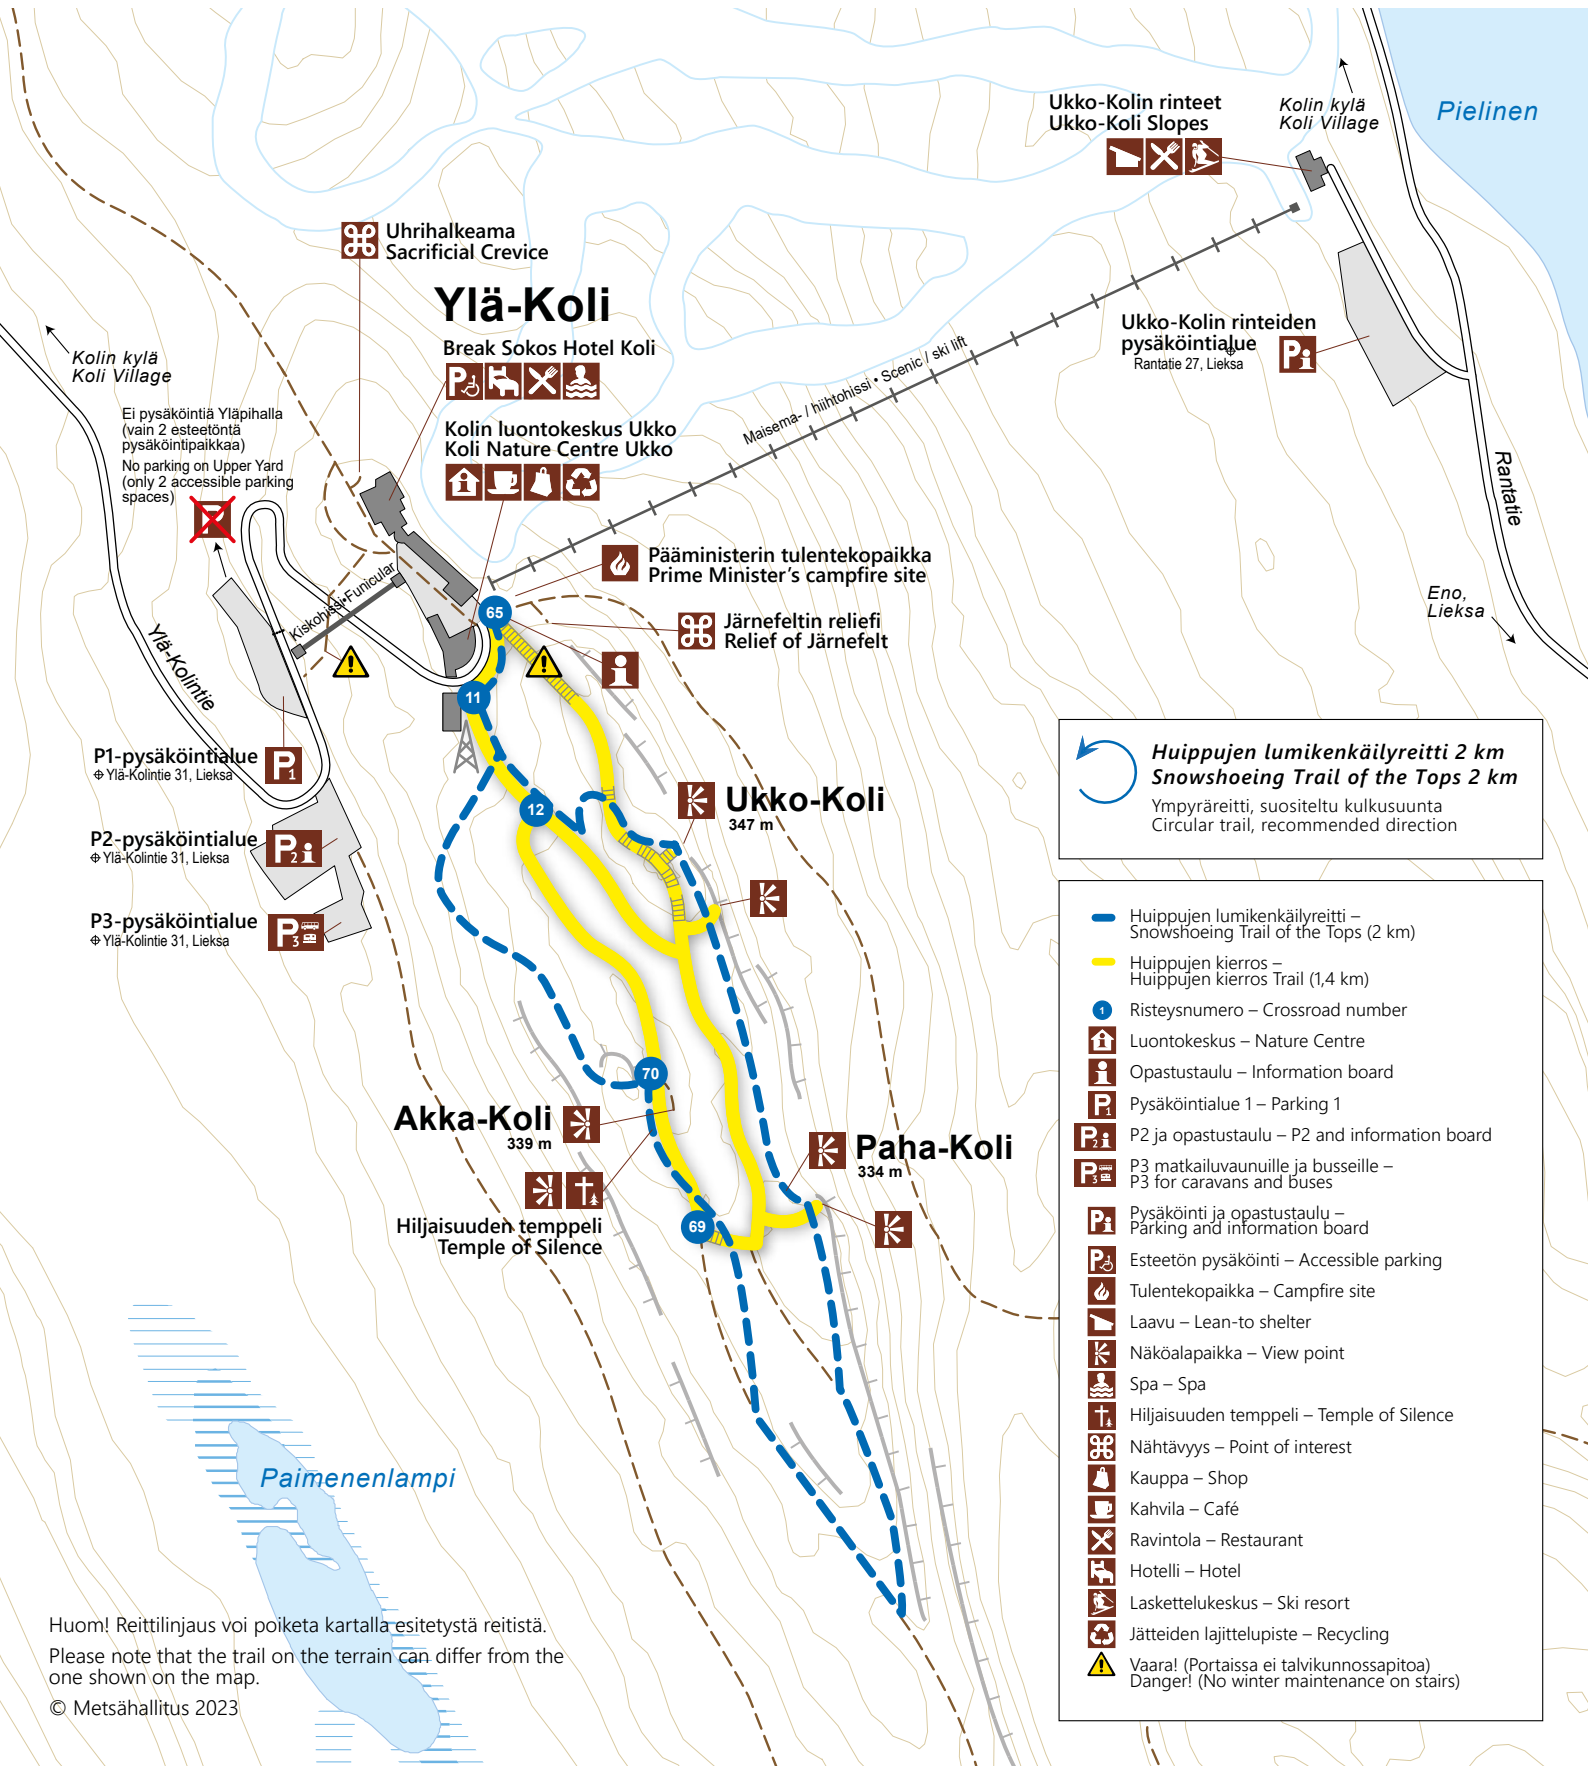 Ukko-Kolin rinteet
Ukko-Koli Slopes
Kolin kylä
Koli Village
Pielinen
Uhrihalkeama
Sacrificial Crevice
Ylä-Koli
Break Sokos Hotel Koli
P
Kolin luontokeskus Ukko
Koli Nature Centre Ukko
Kolin kylä
Koli Village
Ei pysäköintiä Yläpihalla
(vain 2 esteetöntä
pysäköintipaikkaa)
No parking on Upper Yard
(only 2 accessible parking
spaces)
P
Ukko-Kolin rinteiden
pysäköintialue
Rantatie 27, Lieksa
Pi
Maisema- / hiihtohissi • Scenic / ski lift
Rantatie
Eno,
Lieksa
Kiskohissi•Funicular
Ylä-Kolintie
Pääministerin tulentekopaikka
Prime Minister's campfire site
65
Järnefeltin reliefi
Relief of Järnefelt
i
11
P1-pysäköintialue
Ylä-Kolintie 31, Lieksa
P1
12
Ukko-Koli
347 m
P2-pysäköintialue
Ylä-Kolintie 31, Lieksa
P2 i
P3-pysäköintialue
Ylä-Kolintie 31, Lieksa
P3
70
Akka-Koli
339 m
Paha-Koli
334 m
Hiljaisuuden temppeli
Temple of Silence
69
Paimenenlampi
Huippujen lumikenkäilyreitti 2 km
Snowshoeing Trail of the Tops 2 km
Ympyräreitti, suositeltu kulkusuunta
Circular trail, recommended direction
Huippujen lumikenkäilyreitti –
Snowshoeing Trail of the Tops (2 km)
Huippujen kierros –
Huippujen kierros Trail (1,4 km)
1 Risteysnumero – Crossroad number
Luontokeskus – Nature Centre
i Opastustaulu – Information board
P1 Pysäköintialue 1 – Parking 1
P2 i P2 ja opastustaulu – P2 and information board
P3 P3 matkailuvaunuille ja busseille –
P3 for caravans and buses
Pi Pysäköinti ja opastustaulu –
Parking and information board
P Esteetön pysäköinti – Accessible parking
Tulentekopaikka – Campfire site
Laavu – Lean-to shelter
Näköalapaikka – View point
Spa – Spa
Hiljaisuuden temppeli – Temple of Silence
Nähtävyys – Point of interest
Kauppa – Shop
Kahvila – Café
Ravintola – Restaurant
Hotelli – Hotel
Laskettelukeskus – Ski resort
Jätteiden lajittelupiste – Recycling
Vaara! (Portaissa ei talvikunnossapitoa)
Danger! (No winter maintenance on stairs)
Huom! Reittilinjaus voi poiketa kartalla esitetystä reitistä.
Please note that the trail on the terrain can differ from the
one shown on the map.
© Metsähallitus 2023